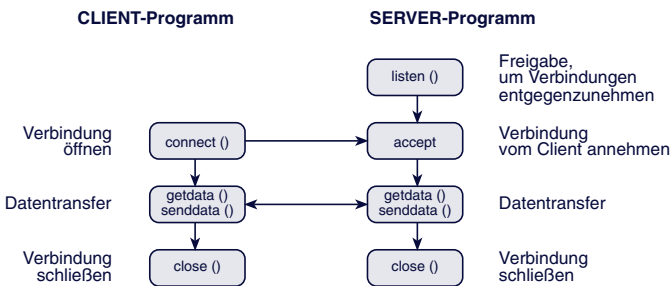 CLIENT-Programm
SERVER-Programm
listen ()
Freigabe,
um Verbindungen
entgegenzunehmen
Verbindung
öffnen
connect ()
accept
Verbindung
vom Client annehmen
Datentransfer
getdata ()
senddata ()
getdata ()
senddata ()
Datentransfer
Verbindung
schließen
close ()
close ()
Verbindung
schließen